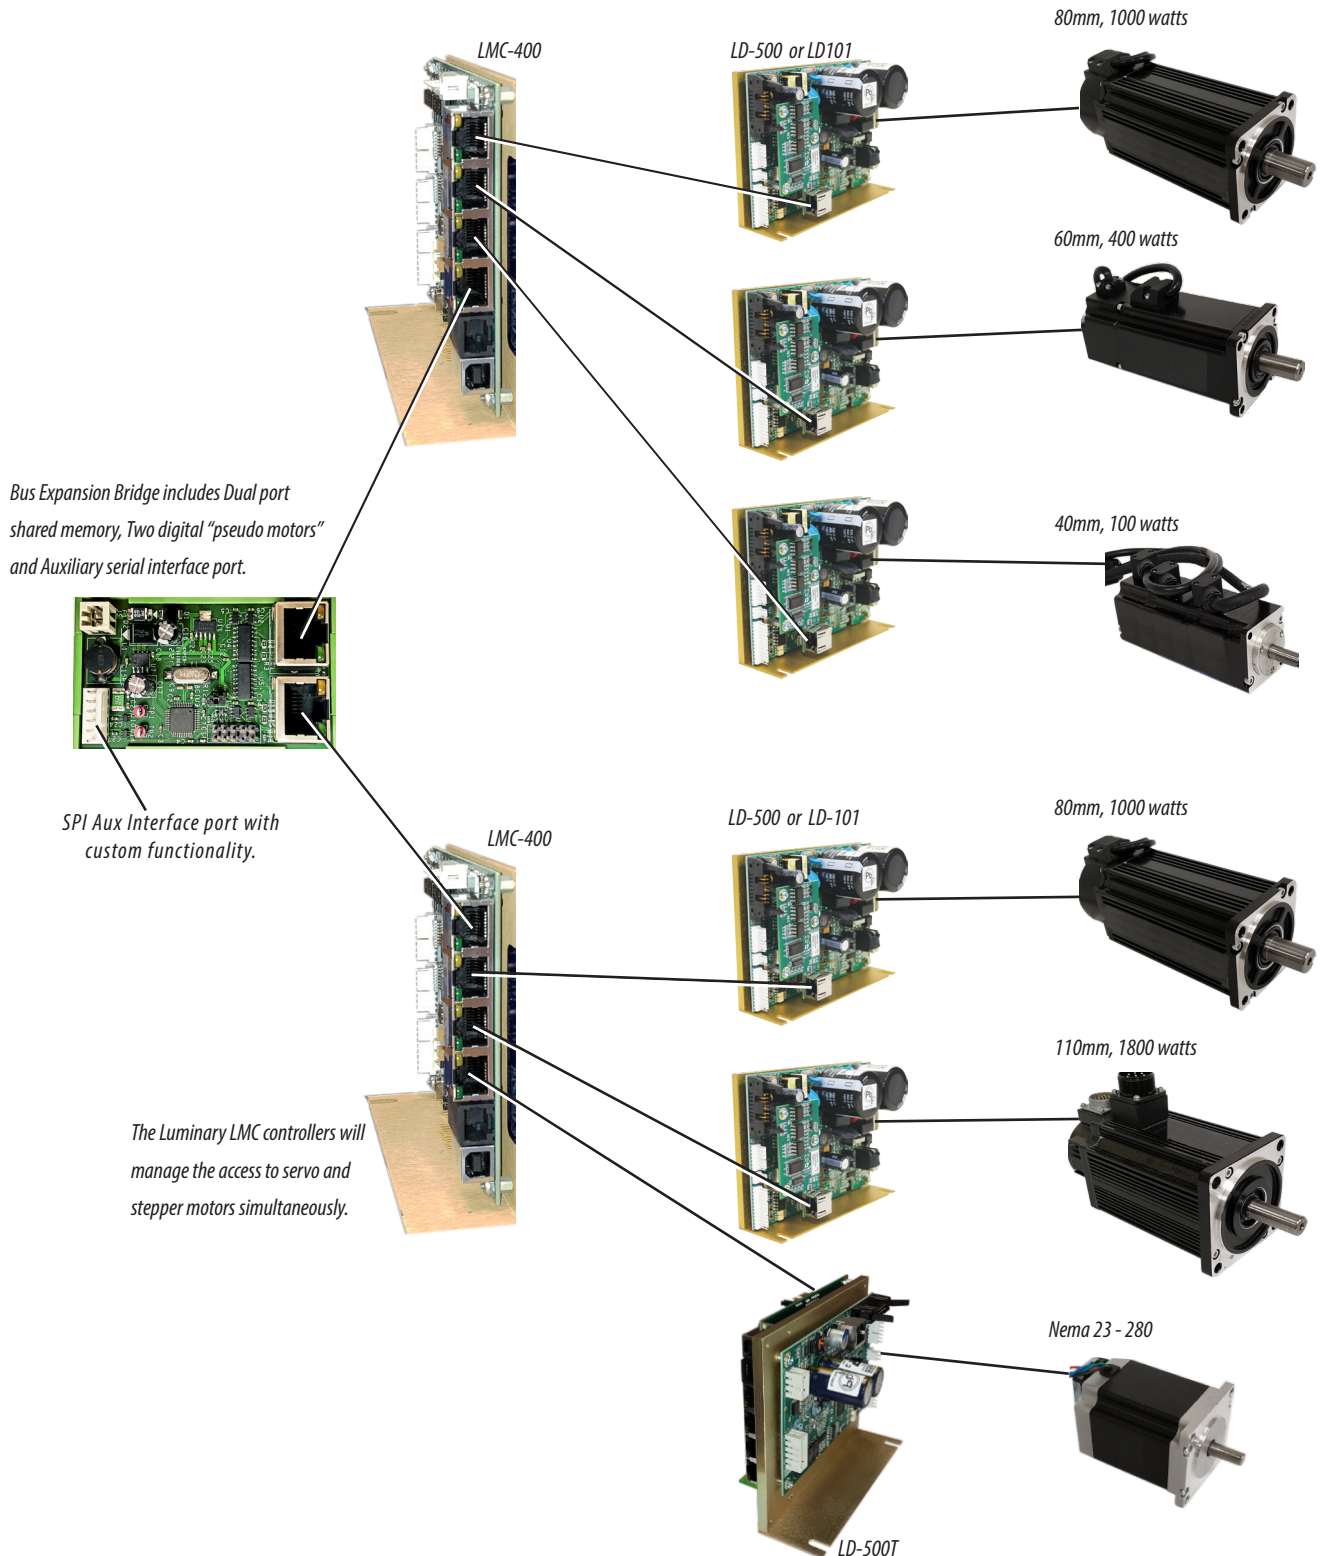 80mm, 1000 watts
LMC-400
LD-500 or LD101
60mm, 400 watts
Bus Expansion Bridge includes Dual port
shared memory, Two digital “pseudo motors”
and Auxiliary serial interface port.
40mm, 100 watts
SPI Aux Interface port with
custom functionality.
80mm, 1000 watts
LD-500 or LD-101
LMC-400
110mm, 1800 watts
The Luminary LMC controllers will
manage the access to servo and
stepper motors simultaneously.
Nema 23 - 280
LD-500T